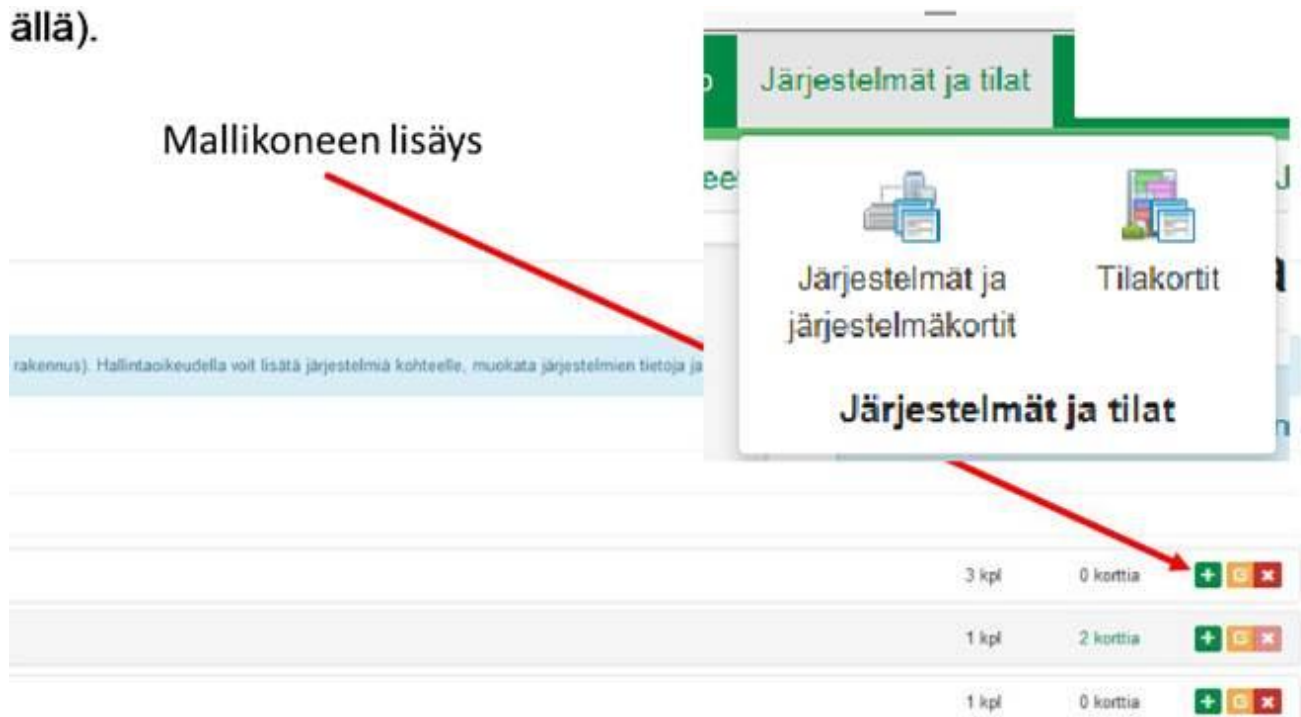 ällä).
Järjestelmät ja tilat
Mallikoneen lisäys
Järjestelmät ja
järjestelmäkortit
Tilakortit
Järjestelmät ja tilat
rakennus). Hallintaoikeudella voit lisätä järjestelmiä kohteelle, muokata järjestelmien tietoja ja
3 kpl 0 korttia
1 kpl 2 korttia
1 kpl 0 korttia